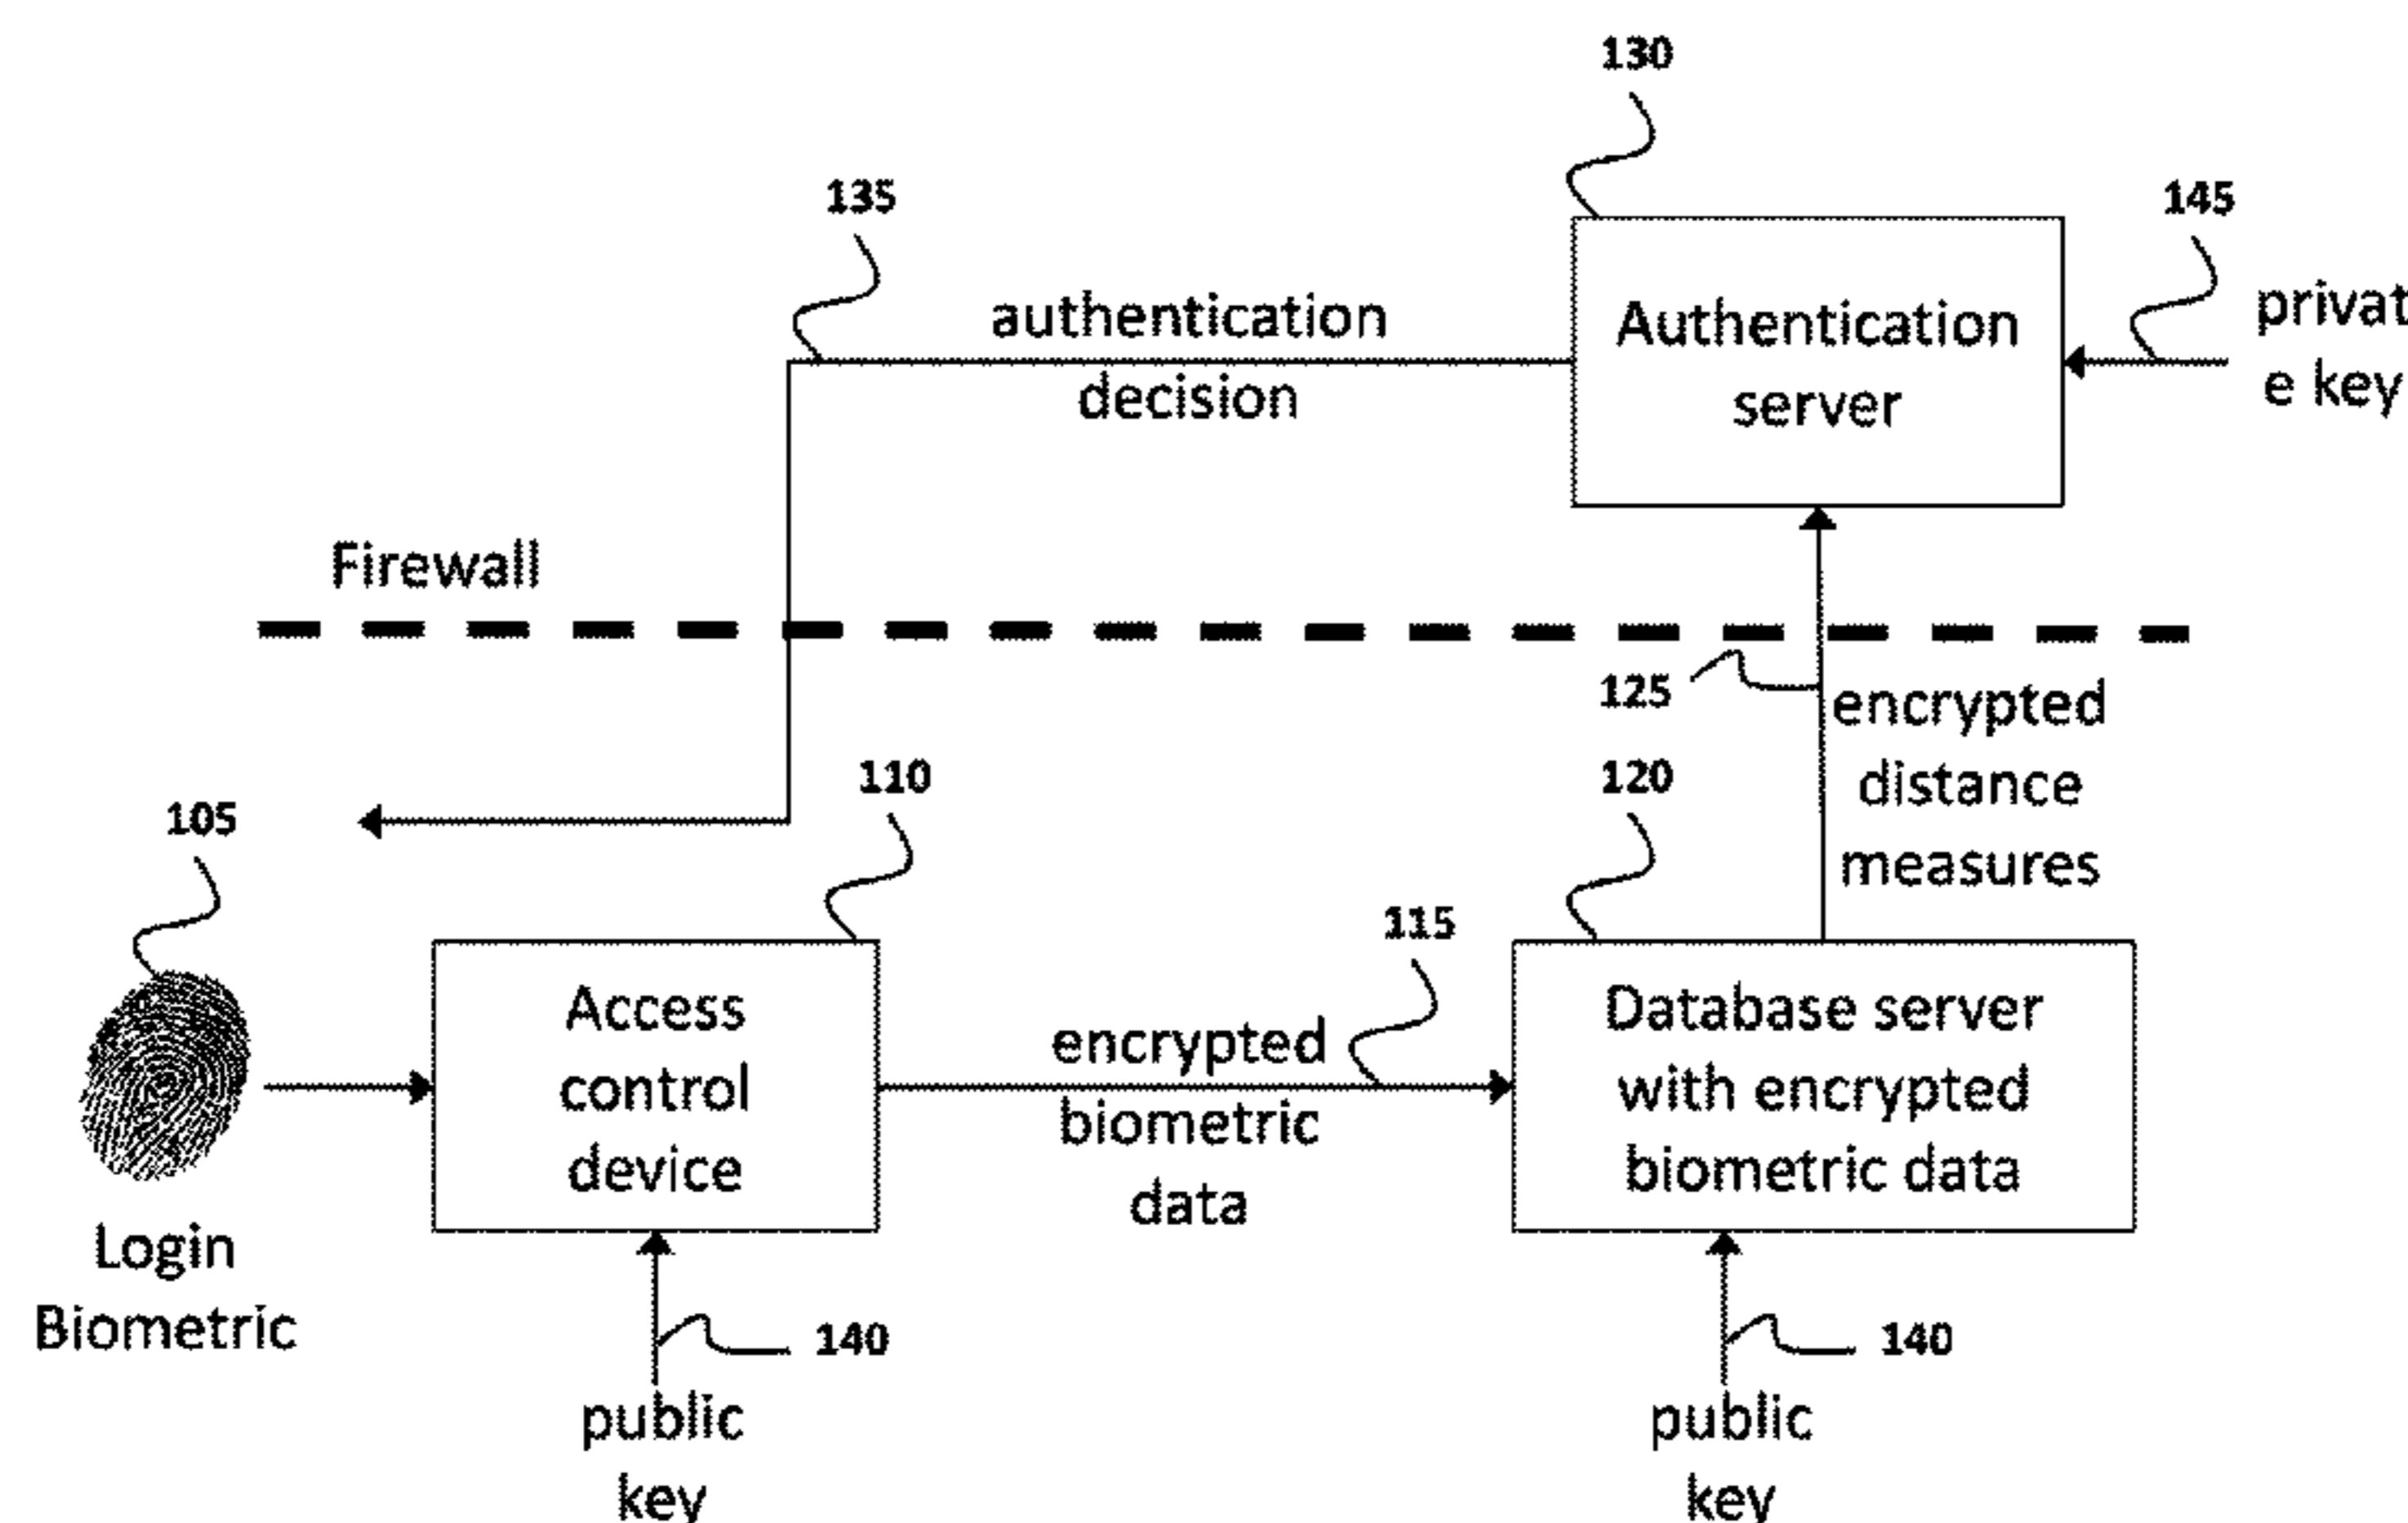 130
135
145
authentication
decision
Authentication
server
privat
e key
Firewall
125
encrypted
distance
measures
105
110
120
115
Access
control
device
encrypted
biometric
data
Database server
with encrypted
biometric data
Login
Biometric
140
public
key
140
public
key